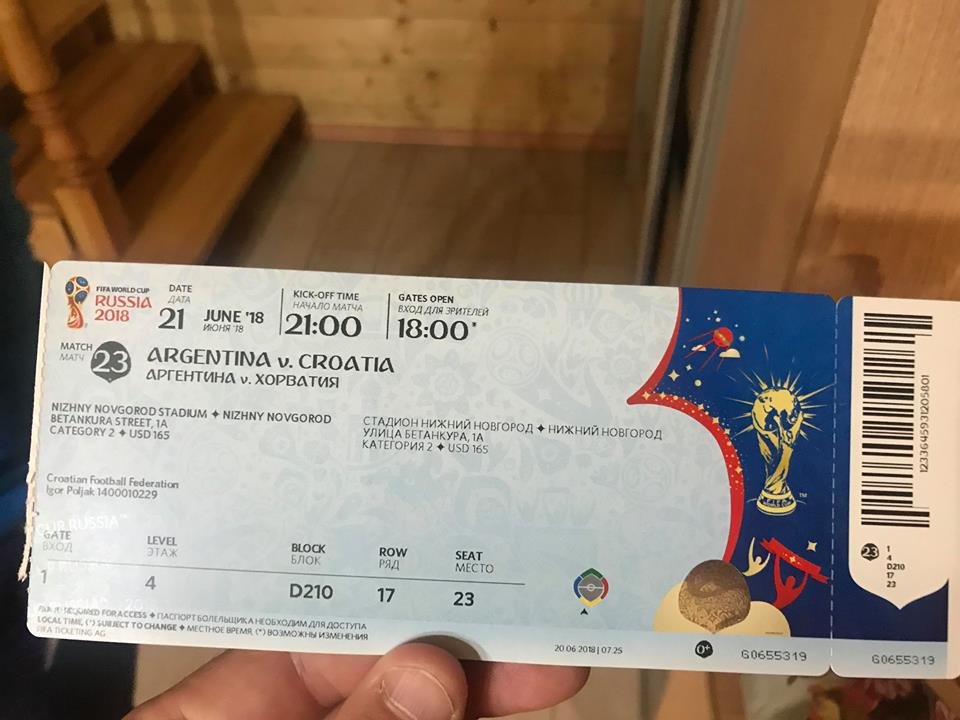 FIFA WORLD CUP
RUSSIA
2018
DATE
ДАТА
21 JUNE '18
ИЮНЯ '18
KICK-OFF TIME
НАЧАЛО МАТЧА
21:00
GATES OPEN
ВХОД ДЛЯ ЗРИТЕЛЕЙ
18:00*
MATCH
МАТЧ
23
ARGENTINA v. CROATIA
АРГЕНТИНА v. ХОРВАТИЯ
NIZHNY NOVGOROD STADIUM ✦ NIZHNY NOVGOROD
BETANKURA STREET, 1A
CATEGORY 2 ✦ USD 165
СТАДИОН НИЖНИЙ НОВГОРОД ✦ НИЖНИЙ НОВГОРОД
УЛИЦА БЕТАНКУРА, 1А
КАТЕГОРИЯ 2 ✦ USD 165
Croatian Football Federation
Igor Poljak 1400010229
CUP RUSSIA™
GATE
ВХОД
1
LEVEL
ЭТАЖ
4
BLOCK
БЛОК
D210
ROW
РЯД
17
SEAT
МЕСТО
23
REQUIRED FOR ACCESS ✦ ПАСПОРТ БОЛЕЛЬЩИКА НЕОБХОДИМ ДЛЯ ДОСТУПА
LOCAL TIME, (*) SUBJECT TO CHANGE ✦ МЕСТНОЕ ВРЕМЯ, (*) ВОЗМОЖНЫ ИЗМЕНЕНИЯ
FIFA TICKETING AG
20.06.2018 | 07:25
0+
G0655319
TM
12336459331205801
23
1
4
D210
17
23
G0655319